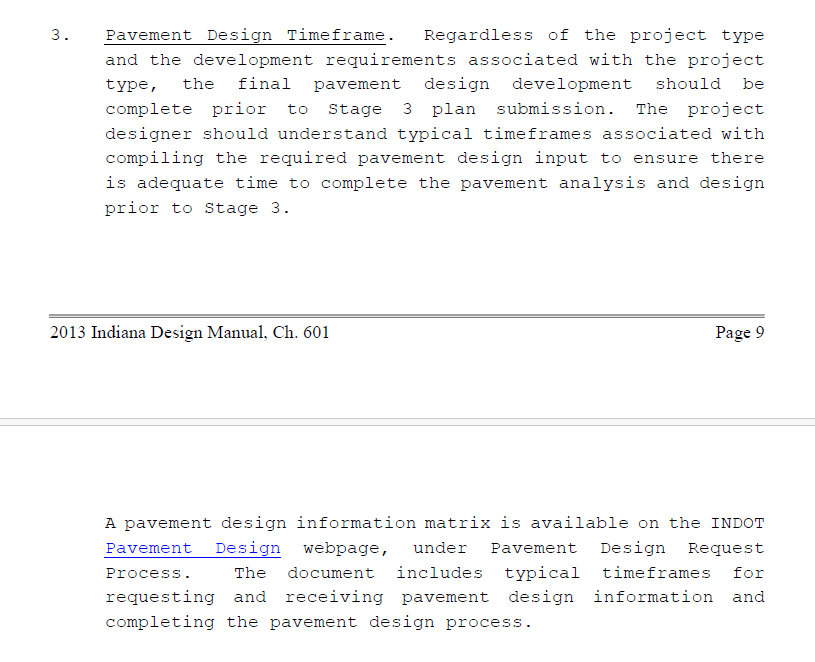 3. Pavement Design Timeframe. Regardless of the project type
and the development requirements associated with the project
type, the final pavement design development should be
complete prior to Stage 3 plan submission. The project
designer should understand typical timeframes associated with
compiling the required pavement design input to ensure there
is adequate time to complete the pavement analysis and design
prior to Stage 3.
2013 Indiana Design Manual, Ch. 601 Page 9
A pavement design information matrix is available on the INDOT
Pavement Design webpage, under Pavement Design Request
Process. The document includes typical timeframes for
requesting and receiving pavement design information and
completing the pavement design process.